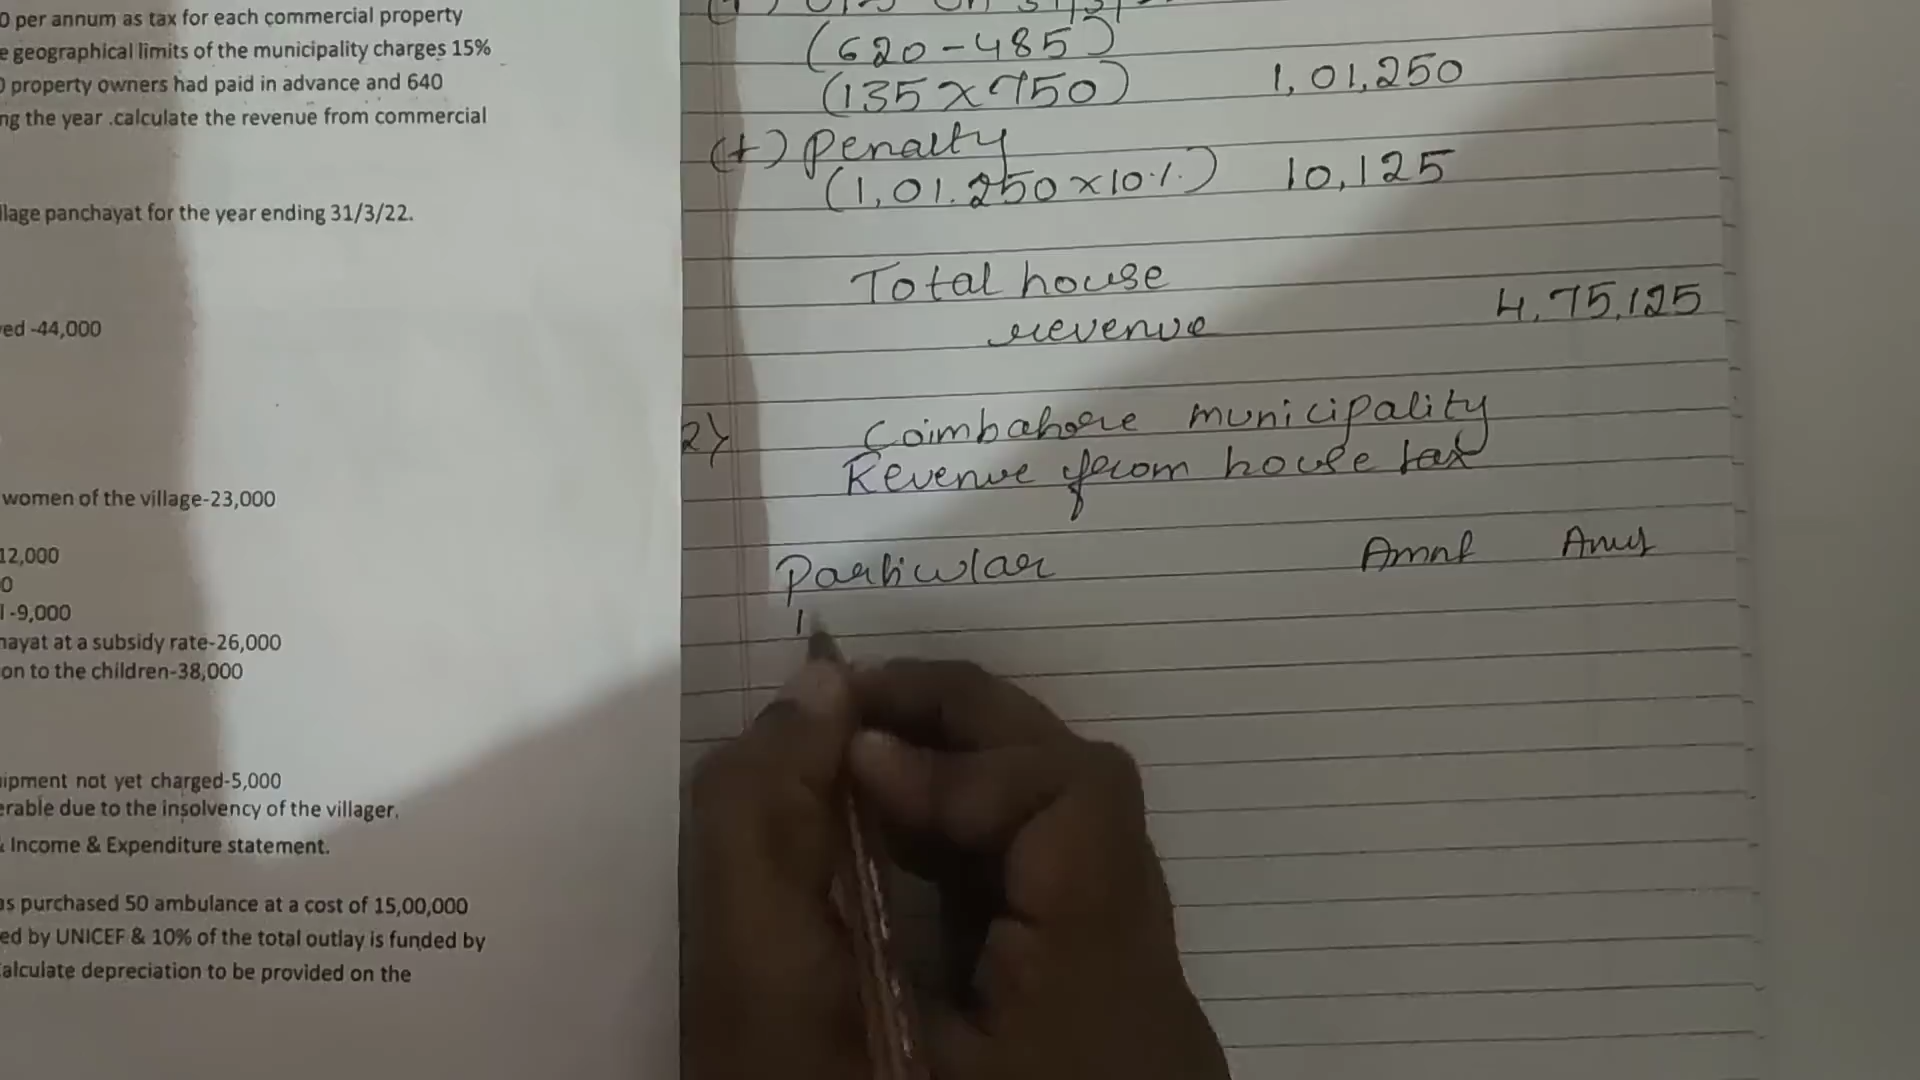 0 per annum as tax for each commercial property
e geographical limits of the municipality charges 15%
0 property owners had paid in advance and 640
ng the year .calculate the revenue from commercial
llage panchayat for the year ending 31/3/22.
ed -44,000
women of the village-23,000
12,000
0
l -9,000
nayat at a subsidy rate-26,000
on to the children-38,000
uipment not yet charged-5,000
erable due to the insolvency of the villager.
& Income & Expenditure statement.
as purchased 50 ambulance at a cost of 15,00,000
ed by UNICEF & 10% of the total outlay is funded by
alculate depreciation to be provided on the
(620-485)
(135×750) 1,01,250
(+) Penalty
(1,01.250×10%) 10,125
Total house
revenue 4,75,125
2) Coimbahore municipality
Revenue from house tax
Particular Amnt Amt